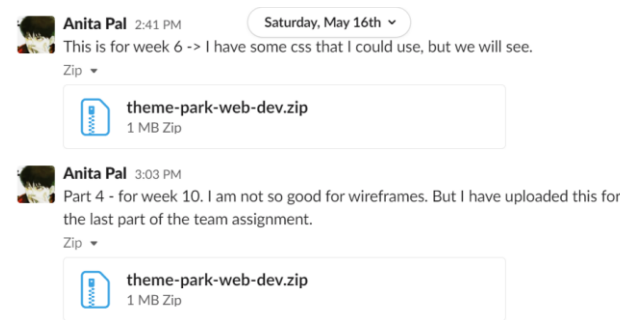 Saturday, May 16th
Anita Pal 2:41 PM
This is for week 6 -> I have some css that I could use, but we will see.
Zip
theme-park-web-dev.zip
1 MB Zip
Anita Pal 3:03 PM
Part 4 - for week 10. I am not so good for wireframes. But I have uploaded this for
the last part of the team assignment.
Zip
theme-park-web-dev.zip
1 MB Zip